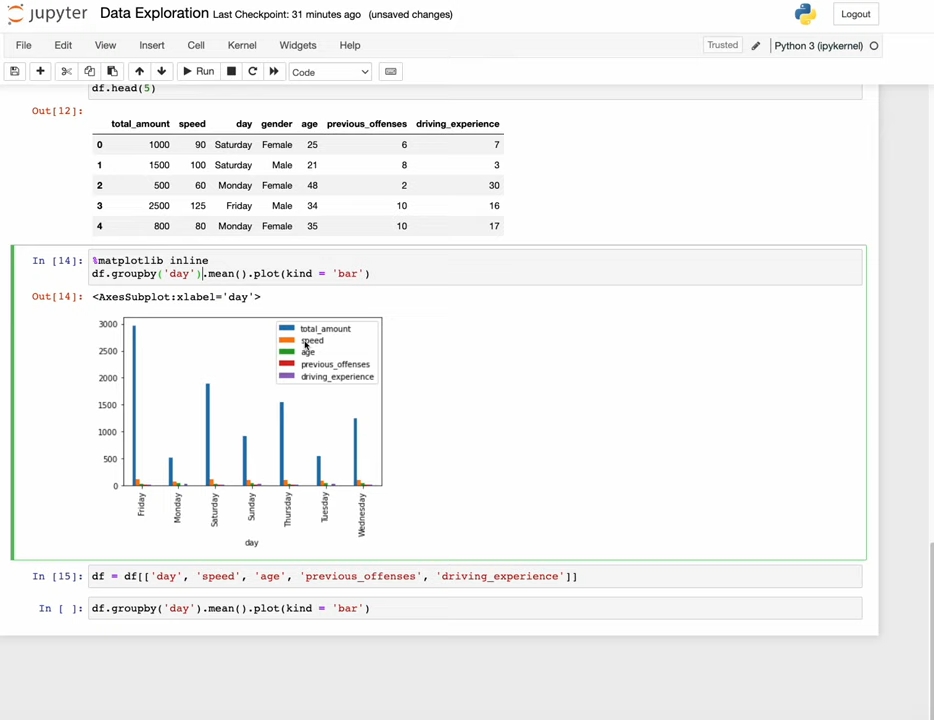 jupyter Data Exploration Last Checkpoint: 31 minutes ago (unsaved changes) Logout
File Edit View Insert Cell Kernel Widgets Help Trusted Python 3 (ipykernel)
Run Code
df.head(5)
Out[12]:
total_amount speed day gender age previous_offenses driving_experience
0 1000 90 Saturday Female 25 6 7
1 1500 100 Saturday Male 21 8 3
2 500 60 Monday Female 48 2 30
3 2500 125 Friday Male 34 10 16
4 800 80 Monday Female 35 10 17
In [14]: %matplotlib inline
df.groupby('day').mean().plot(kind = 'bar')
Out[14]: <AxesSubplot:xlabel='day'>
3000
2500
2000
1500
1000
500
0
total_amount
speed
age
previous_offenses
driving_experience
Friday Monday Saturday Sunday Thursday Tuesday Wednesday
day
In [15]: df = df[['day', 'speed', 'age', 'previous_offenses', 'driving_experience']]
In [ ]: df.groupby('day').mean().plot(kind = 'bar')